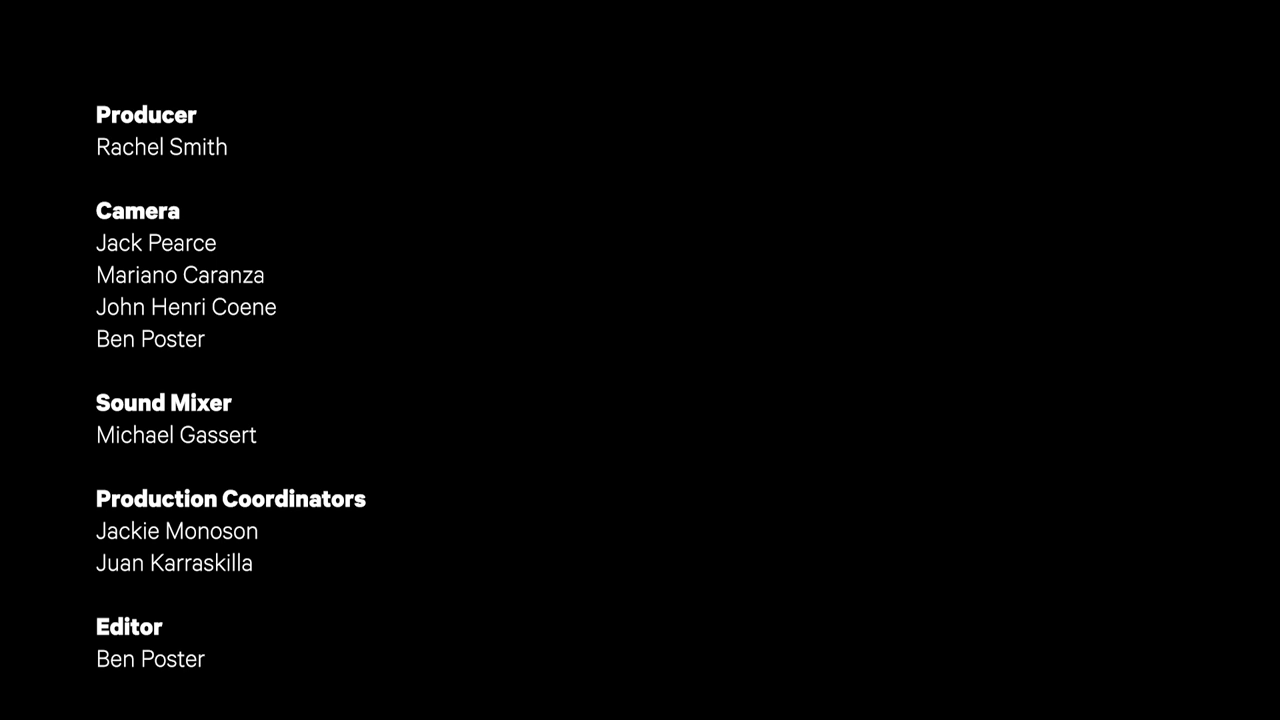 Producer
Rachel Smith
Camera
Jack Pearce
Mariano Caranza
John Henri Coene
Ben Poster
Sound Mixer
Michael Gassert
Production Coordinators
Jackie Monoson
Juan Karraskilla
Editor
Ben Poster